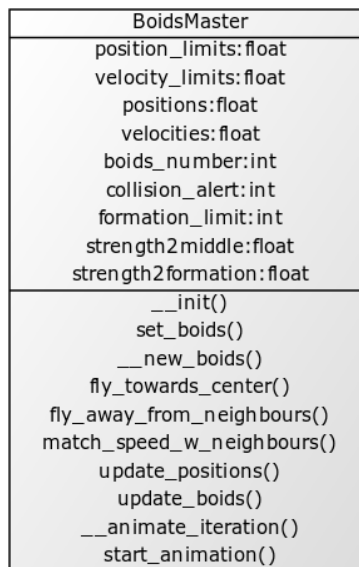 BoidsMaster
position_limits:float
velocity_limits:float
positions:float
velocities:float
boids_number:int
collision_alert:int
formation_limit:int
strength2middle:float
strength2formation:float
__init()
set_boids()
__new_boids()
fly_towards_center()
fly_away_from_neighbours()
match_speed_w_neighbours()
update_positions()
update_boids()
__animate_iteration()
start_animation()